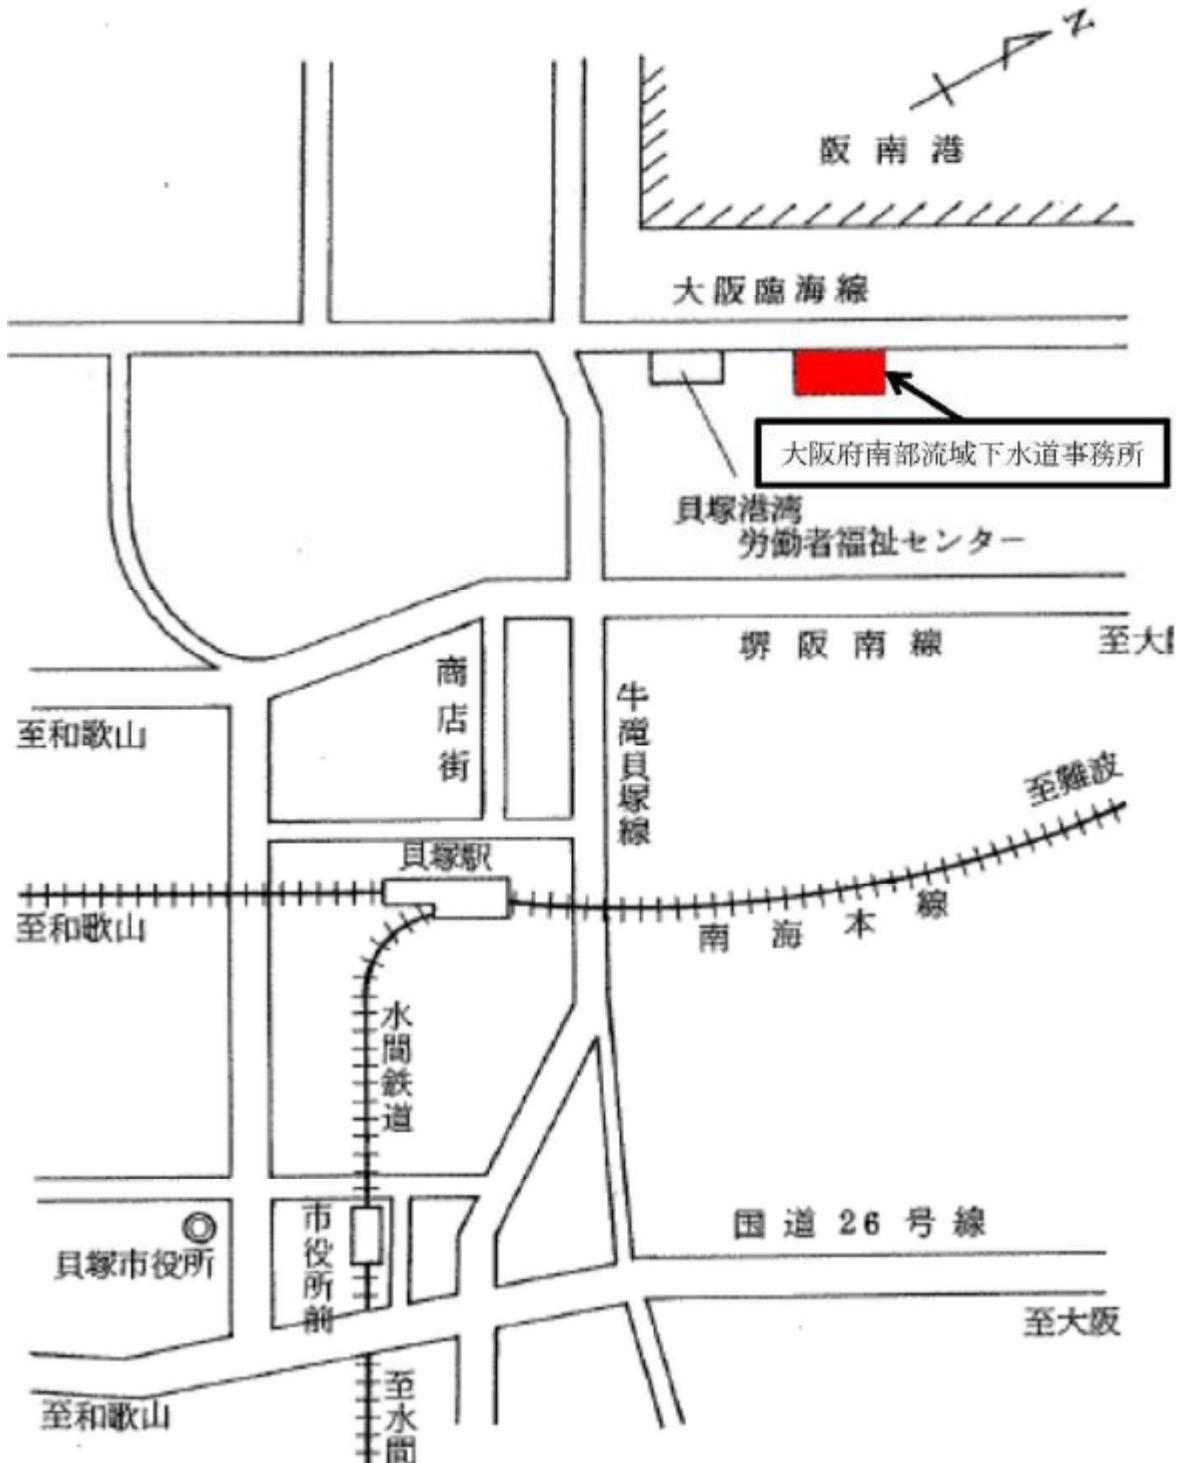 N
阪南港
大阪臨海線
大阪府南部流域下水道事務所
貝塚港湾
労働者福祉センター
堺阪南線
至大
商店街
牛滝貝塚線
至和歌山
至難波
貝塚駅
至和歌山
南海本線
水間鉄道
国道26号線
市役所前
貝塚市役所
至大阪
至和歌山
至水間